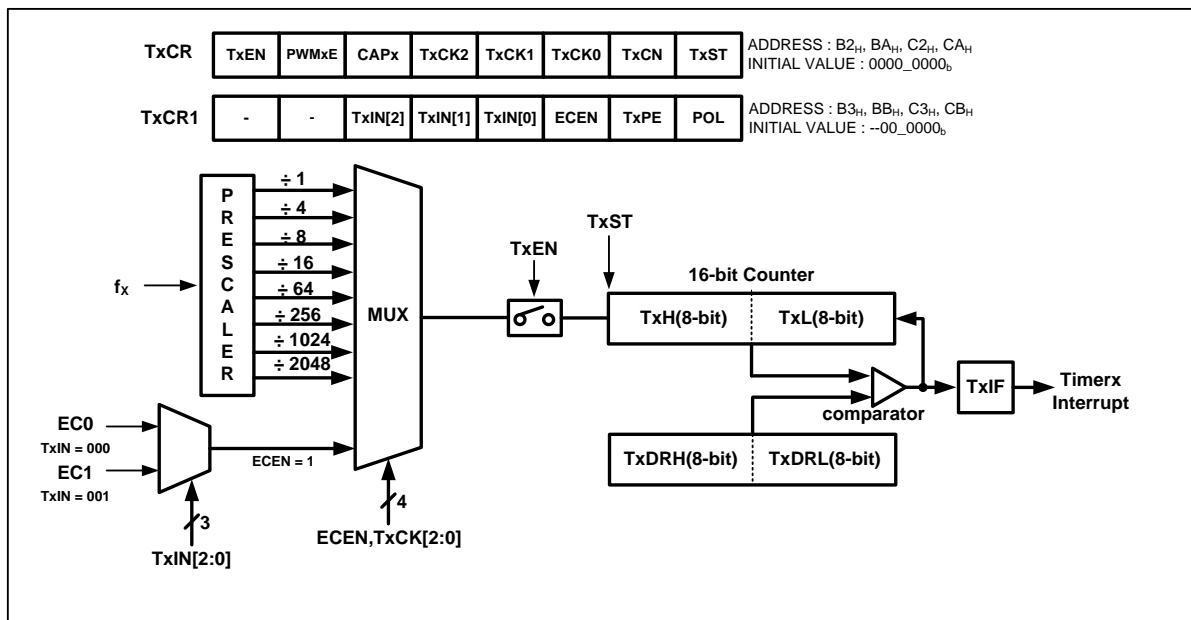 TxCR TxEN PWMxE CAPx TxCK2 TxCK1 TxCK0 TxCN TxST ADDRESS : B2H, BAH, C2H, CAH
INITIAL VALUE : 0000_0000b
TxCR1 - - TxIN[2] TxIN[1] TxIN[0] ECEN TxPE POL ADDRESS : B3H, BBH, C3H, CBH
INITIAL VALUE : --00_0000b
fX
PRESCALER
÷ 1
÷ 4
÷ 8
÷ 16
÷ 64
÷ 256
÷ 1024
÷ 2048
MUX
TxEN
TxST
16-bit Counter
TxH(8-bit) TxL(8-bit)
comparator
TxIF
Timerx
Interrupt
TxDRH(8-bit) TxDRL(8-bit)
EC0
TxIN = 000
EC1
TxIN = 001
ECEN = 1
3
TxIN[2:0]
4
ECEN,TxCK[2:0]